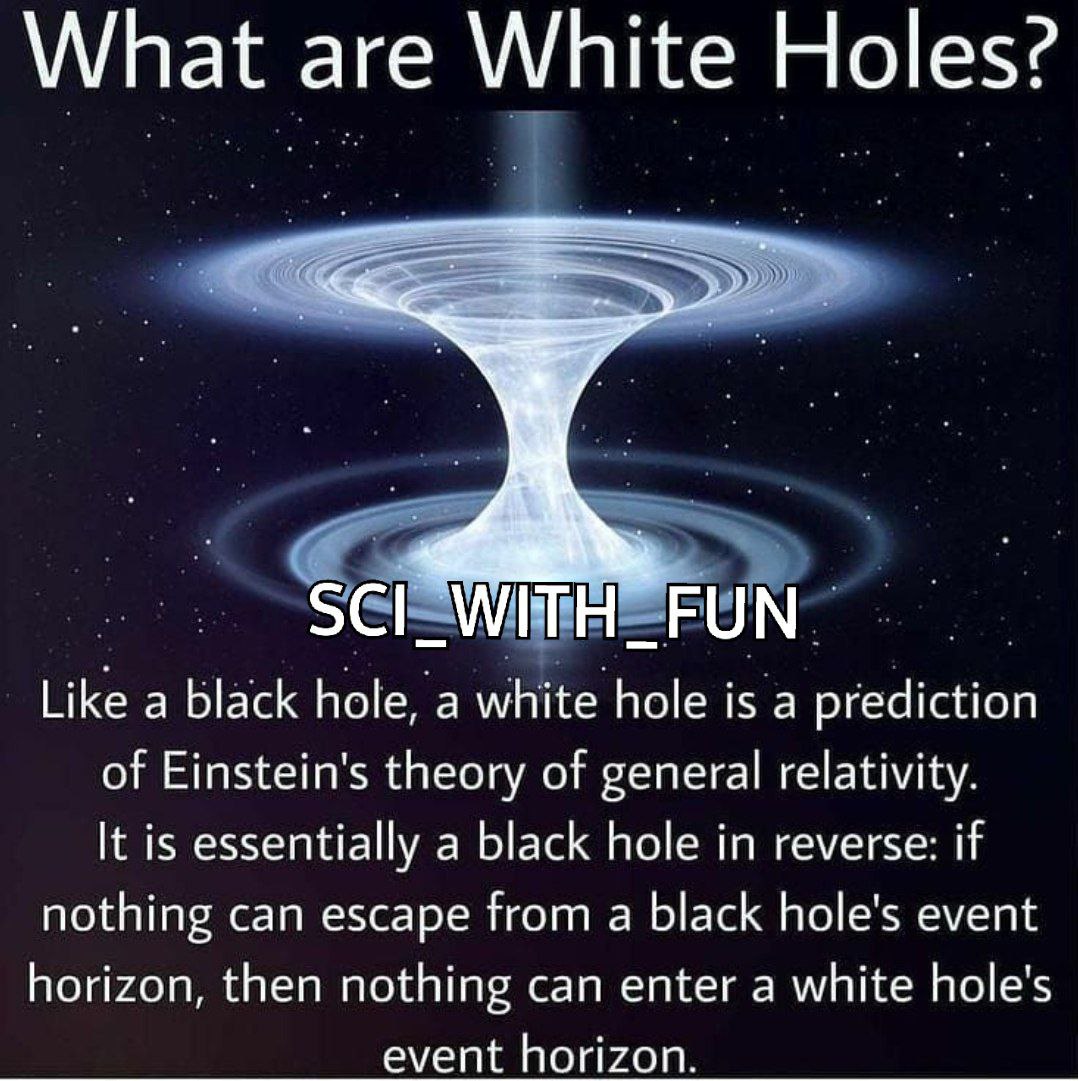 What are White Holes?
SCI_WITH_FUN
Like a black hole, a white hole is a prediction
of Einstein's theory of general relativity.
It is essentially a black hole in reverse: if
nothing can escape from a black hole's event
horizon, then nothing can enter a white hole's
event horizon.